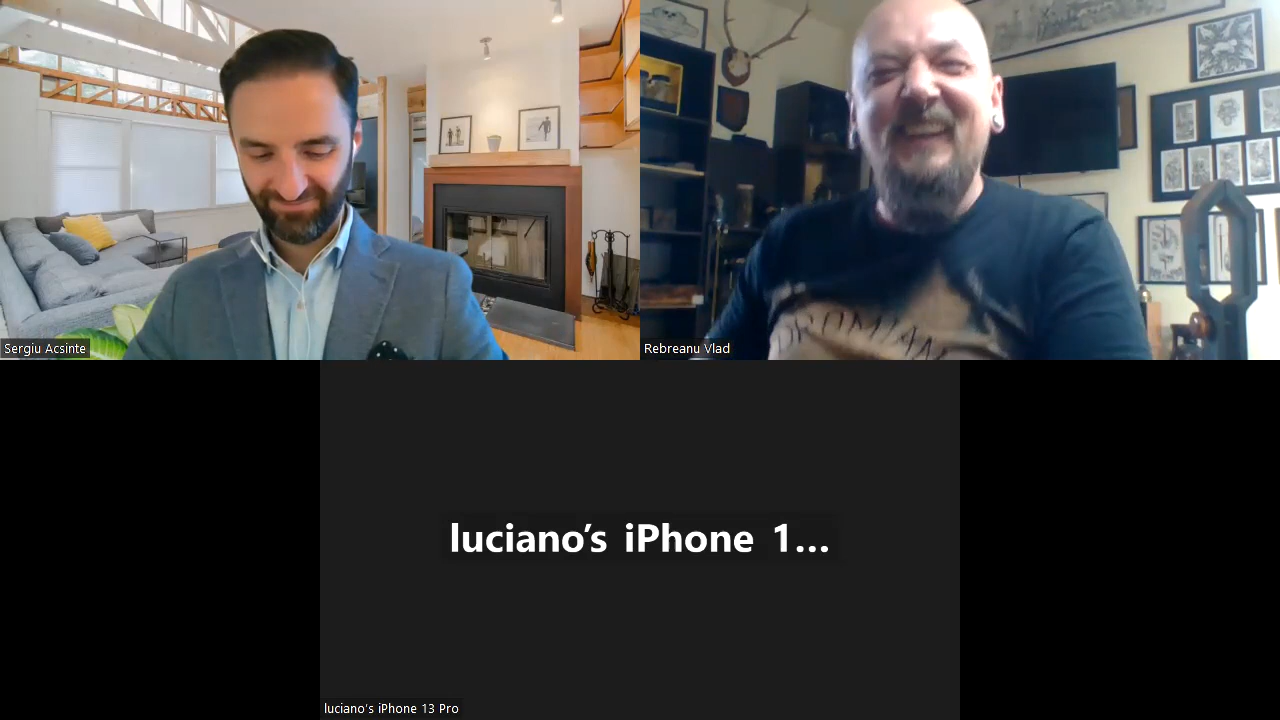 Sergiu Acsinte
Rebreanu Vlad
luciano's iPhone 1...
luciano's iPhone 13 Pro